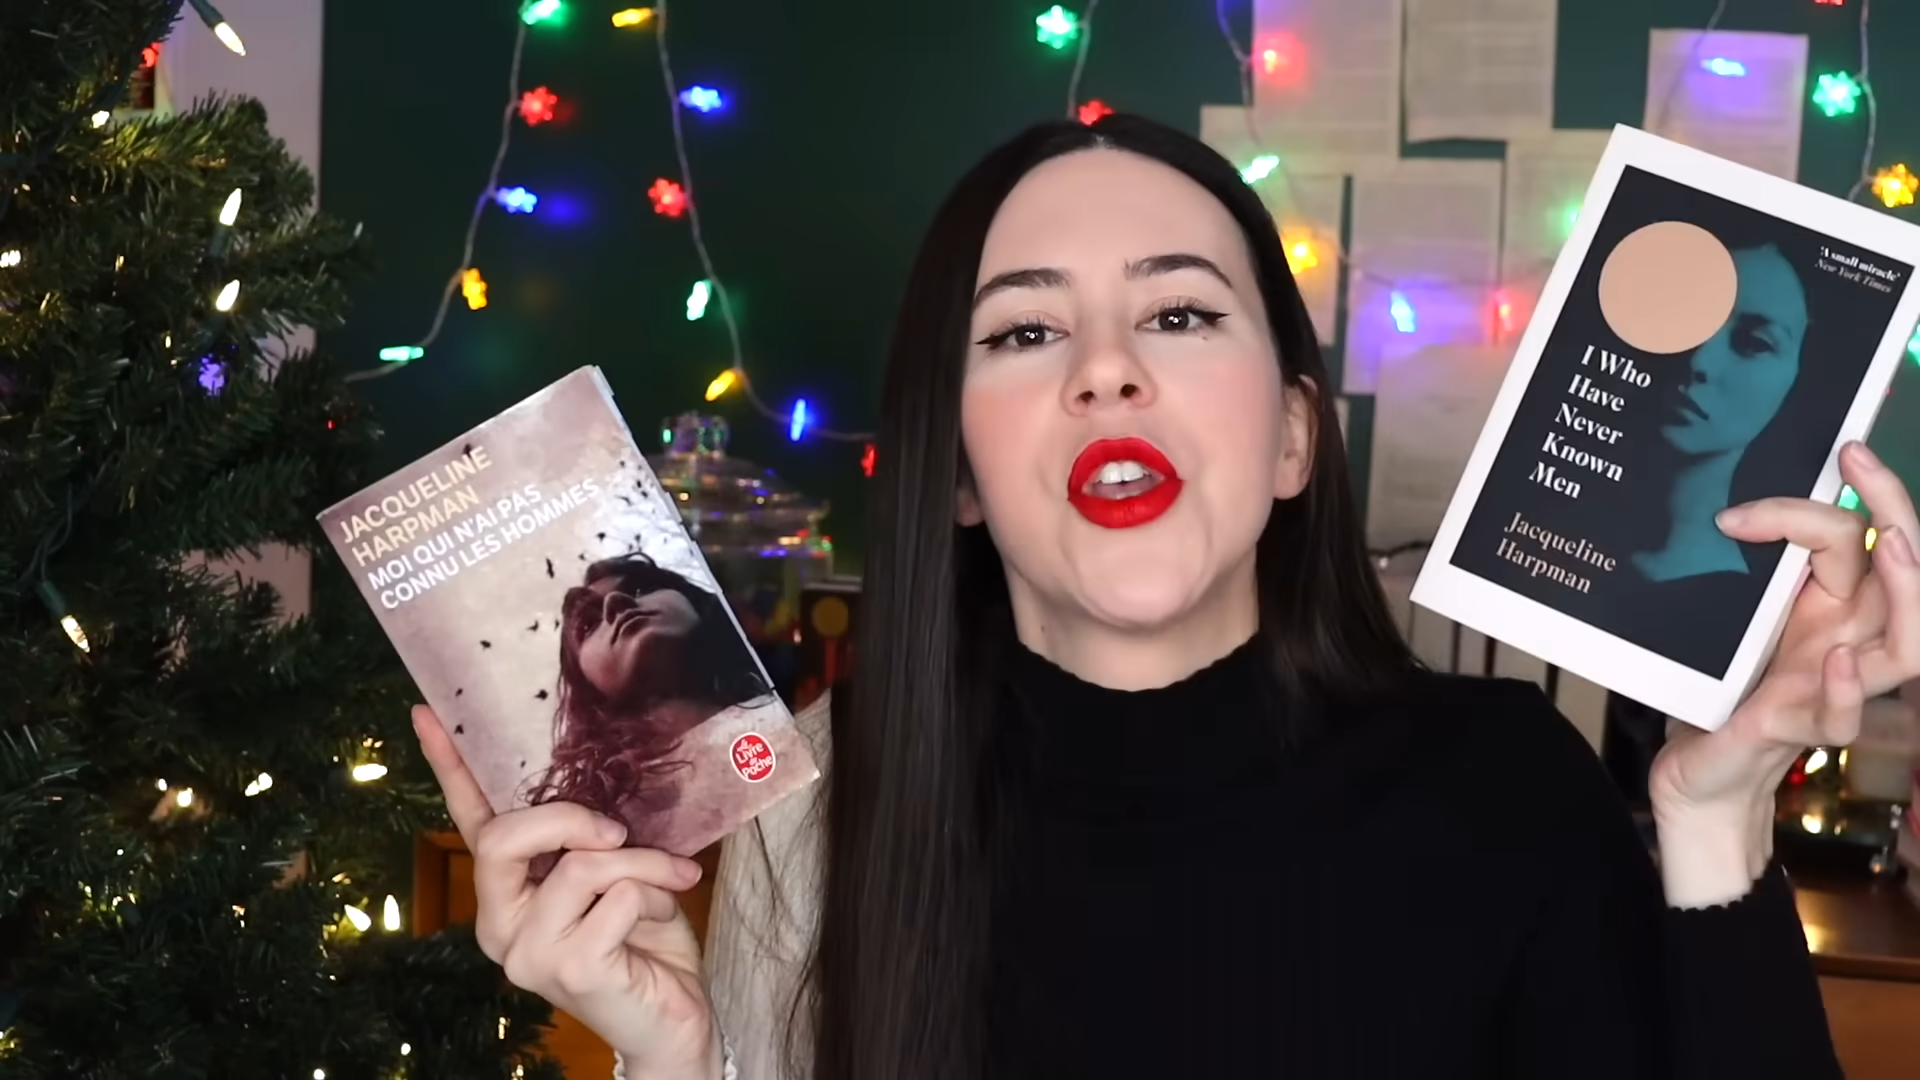 JACQUELINE
HARPMAN
MOI QUI N'AI PAS
CONNU LES HOMMES
Le
Livre
de
Poche
'A small miracle'
New York Times
I Who
Have
Never
Known
Men
Jacqueline
Harpman